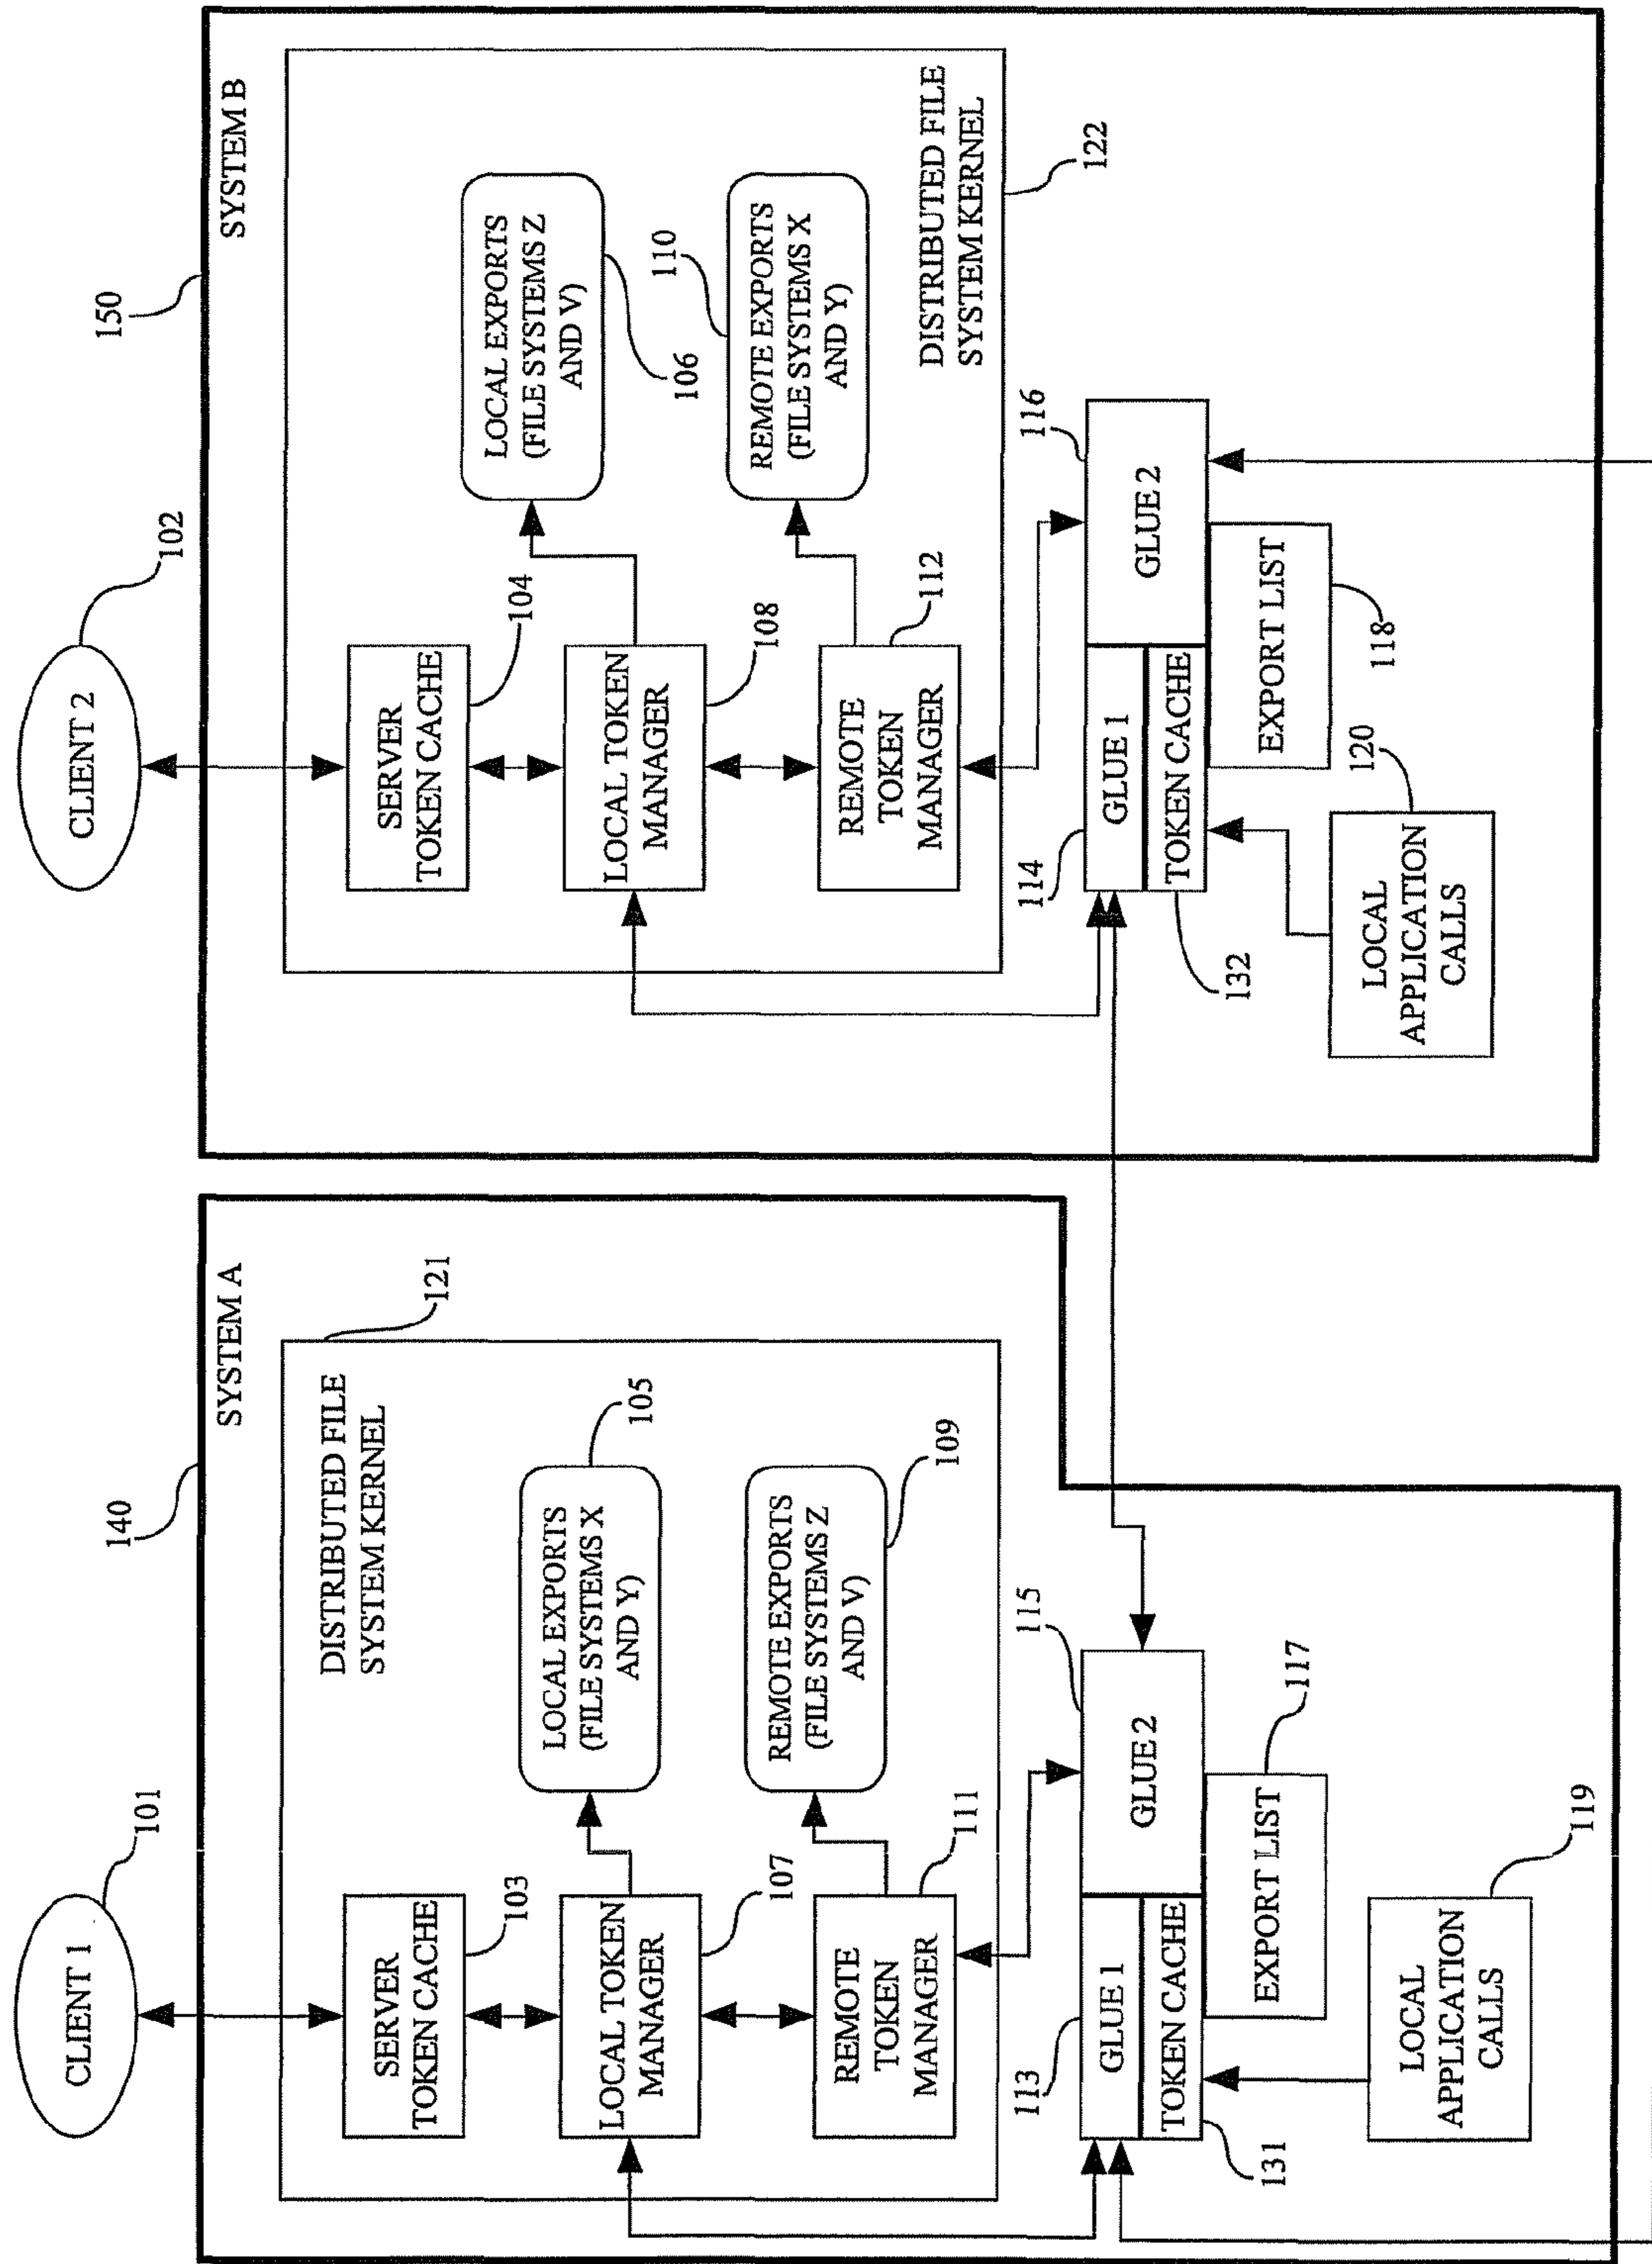 CLIENT 1
101
140
SYSTEM A
DISTRIBUTED FILE
SYSTEM KERNEL
121
SERVER
TOKEN CACHE
103
LOCAL TOKEN
MANAGER
107
LOCAL EXPORTS
(FILE SYSTEMS X
AND Y)
105
REMOTE
TOKEN
MANAGER
111
REMOTE EXPORTS
(FILE SYSTEMS Z
AND V)
109
113
GLUE 1
TOKEN CACHE
131
GLUE 2
115
EXPORT LIST
117
LOCAL
APPLICATION
CALLS
119
CLIENT 2
102
150
SYSTEM B
SERVER
TOKEN CACHE
104
LOCAL TOKEN
MANAGER
108
LOCAL EXPORTS
(FILE SYSTEMS Z
AND V)
106
REMOTE
TOKEN
MANAGER
112
REMOTE EXPORTS
(FILE SYSTEMS X
AND Y)
110
DISTRIBUTED FILE
SYSTEM KERNEL
122
114
GLUE 1
TOKEN CACHE
132
GLUE 2
116
EXPORT LIST
118
LOCAL
APPLICATION
CALLS
120